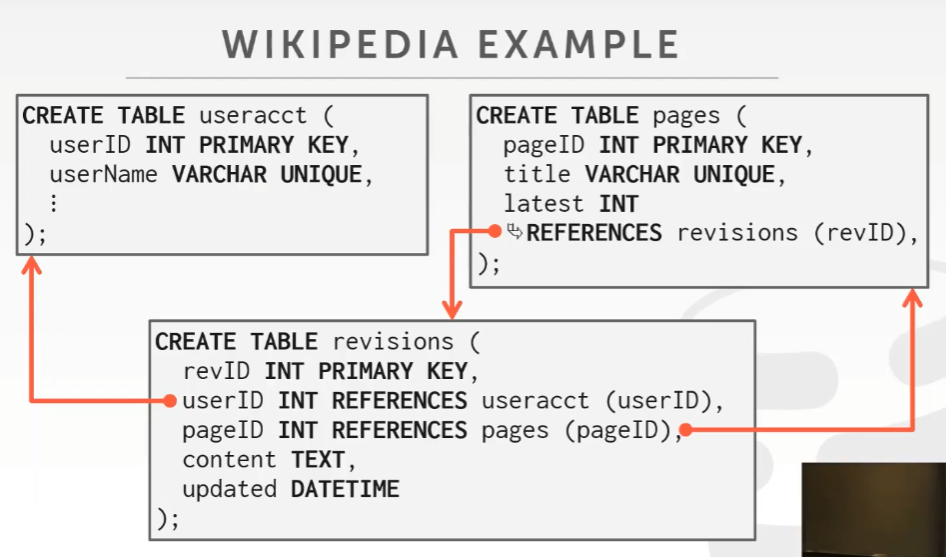 WIKIPEDIA EXAMPLE
CREATE TABLE useracct (
userID INT PRIMARY KEY,
userName VARCHAR UNIQUE,
⋮
);
CREATE TABLE pages (
pageID INT PRIMARY KEY,
title VARCHAR UNIQUE,
latest INT
↳REFERENCES revisions (revID),
);
CREATE TABLE revisions (
revID INT PRIMARY KEY,
userID INT REFERENCES useracct (userID),
pageID INT REFERENCES pages (pageID),
content TEXT,
updated DATETIME
);